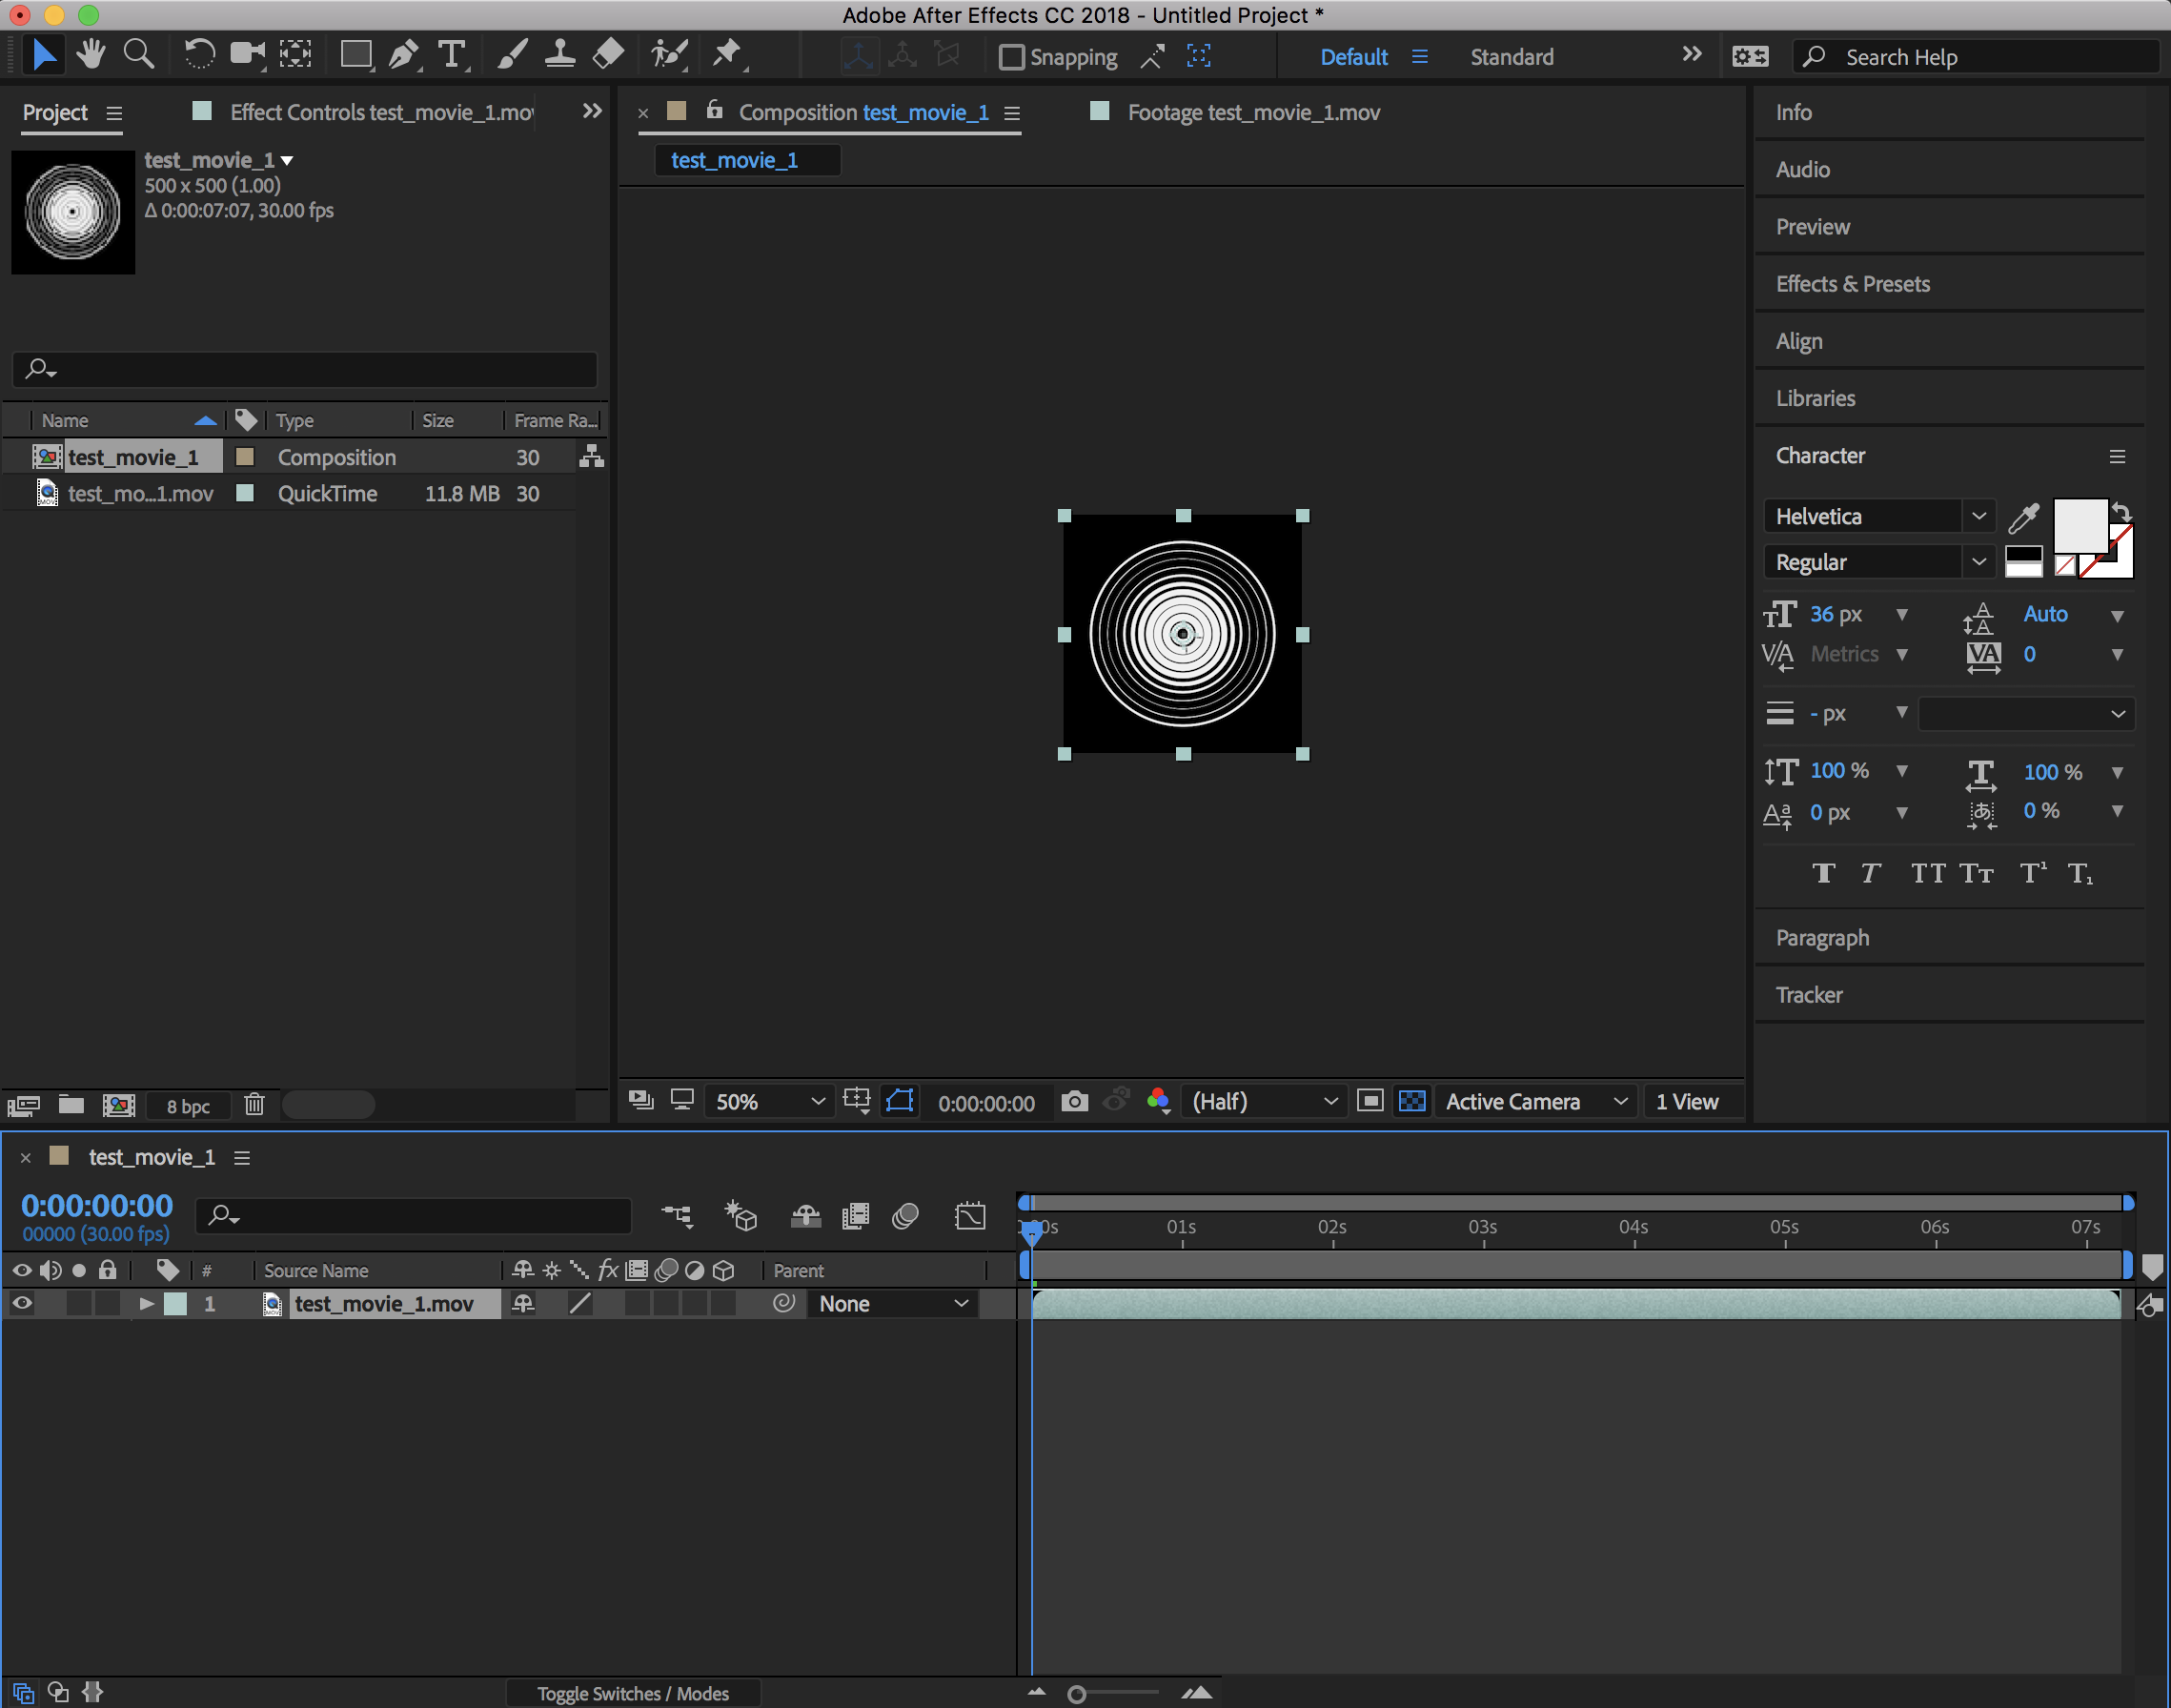 Adobe After Effects CC 2018 - Untitled Project *
Snapping
Default
Standard
Search Help
Project
Effect Controls test_movie_1.mov
Composition test_movie_1
Footage test_movie_1.mov
test_movie_1
test_movie_1
500 x 500 (1.00)
Δ 0:00:07:07, 30.00 fps
Name
Type
Size
Frame Ra...
test_movie_1
Composition
30
test_mo...1.mov
QuickTime
11.8 MB
30
8 bpc
50%
0:00:00:00
(Half)
Active Camera
1 View
Info
Audio
Preview
Effects & Presets
Align
Libraries
Character
Helvetica
Regular
36 px
Auto
Metrics
0
- px
100 %
100 %
0 px
0 %
Paragraph
Tracker
test_movie_1
0:00:00:00
00000 (30.00 fps)
01s
02s
03s
04s
05s
06s
07s
#
Source Name
fx
Parent
1
test_movie_1.mov
None
Toggle Switches / Modes